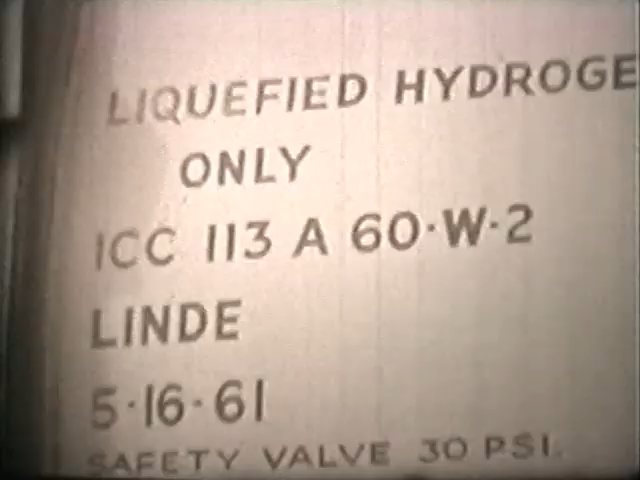 LIQUEFIED HYDROGE
ONLY
ICC 113 A 60·W·2
LINDE
5·16·61
SAFETY VALVE 30 PSI.